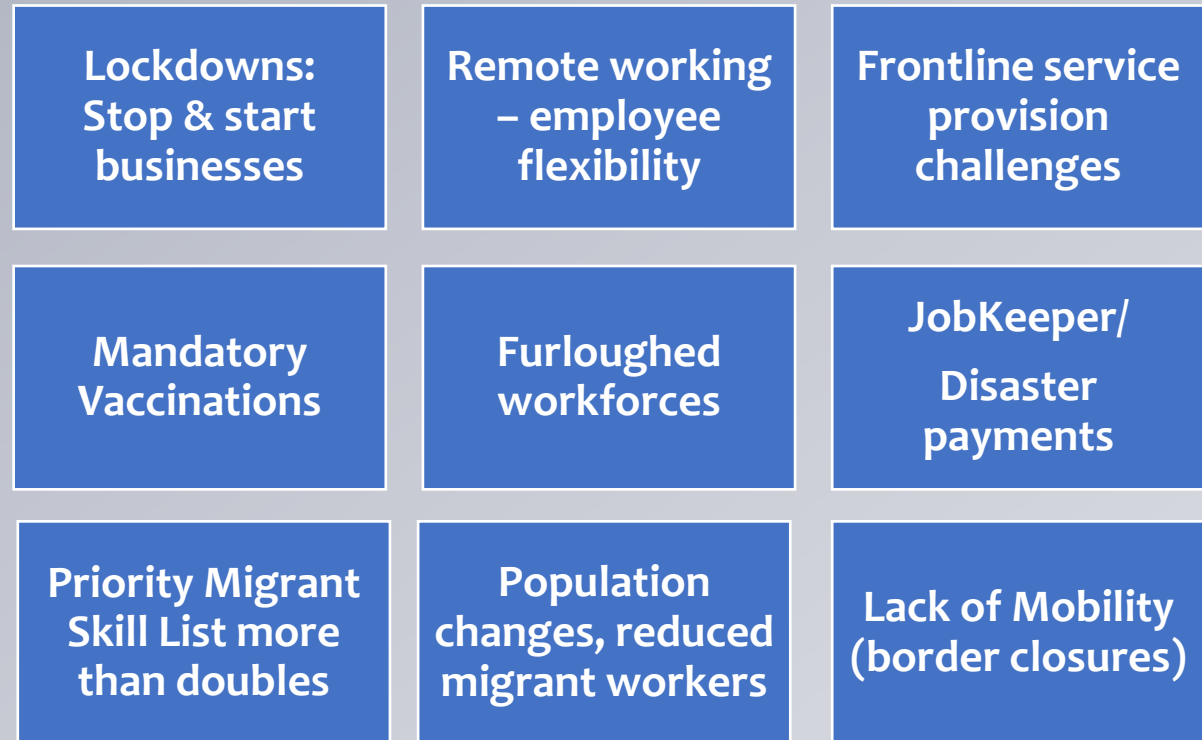 Lockdowns:
Stop & start
businesses
Remote working
– employee
flexibility
Frontline service
provision
challenges
Mandatory
Vaccinations
Furloughed
workforces
JobKeeper/
Disaster
payments
Priority Migrant
Skill List more
than doubles
Population
changes, reduced
migrant workers
Lack of Mobility
(border closures)